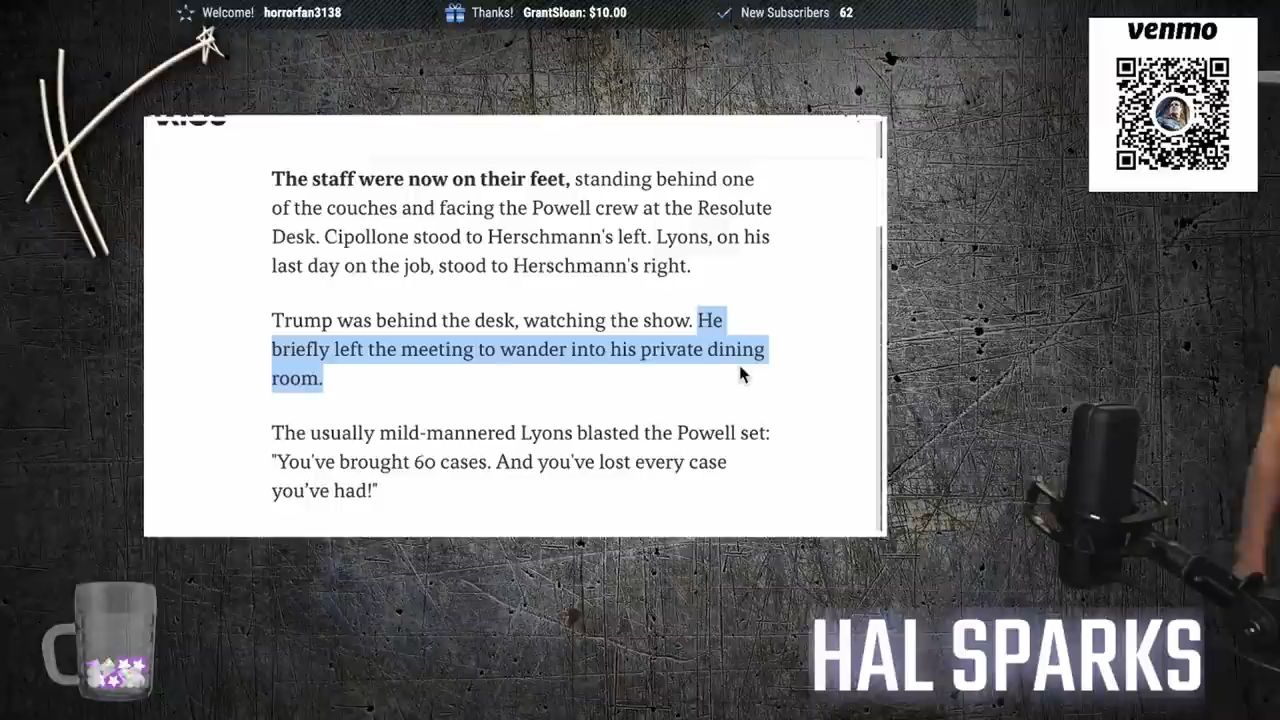 Welcome! horrorfan3138
Thanks! GrantSloan: $10.00
New Subscribers 62
venmo
The staff were now on their feet, standing behind one
of the couches and facing the Powell crew at the Resolute
Desk. Cipollone stood to Herschmann's left. Lyons, on his
last day on the job, stood to Herschmann's right.
Trump was behind the desk, watching the show. He
briefly left the meeting to wander into his private dining
room.
The usually mild-mannered Lyons blasted the Powell set:
"You've brought 60 cases. And you've lost every case
you’ve had!"
HAL SPARKS